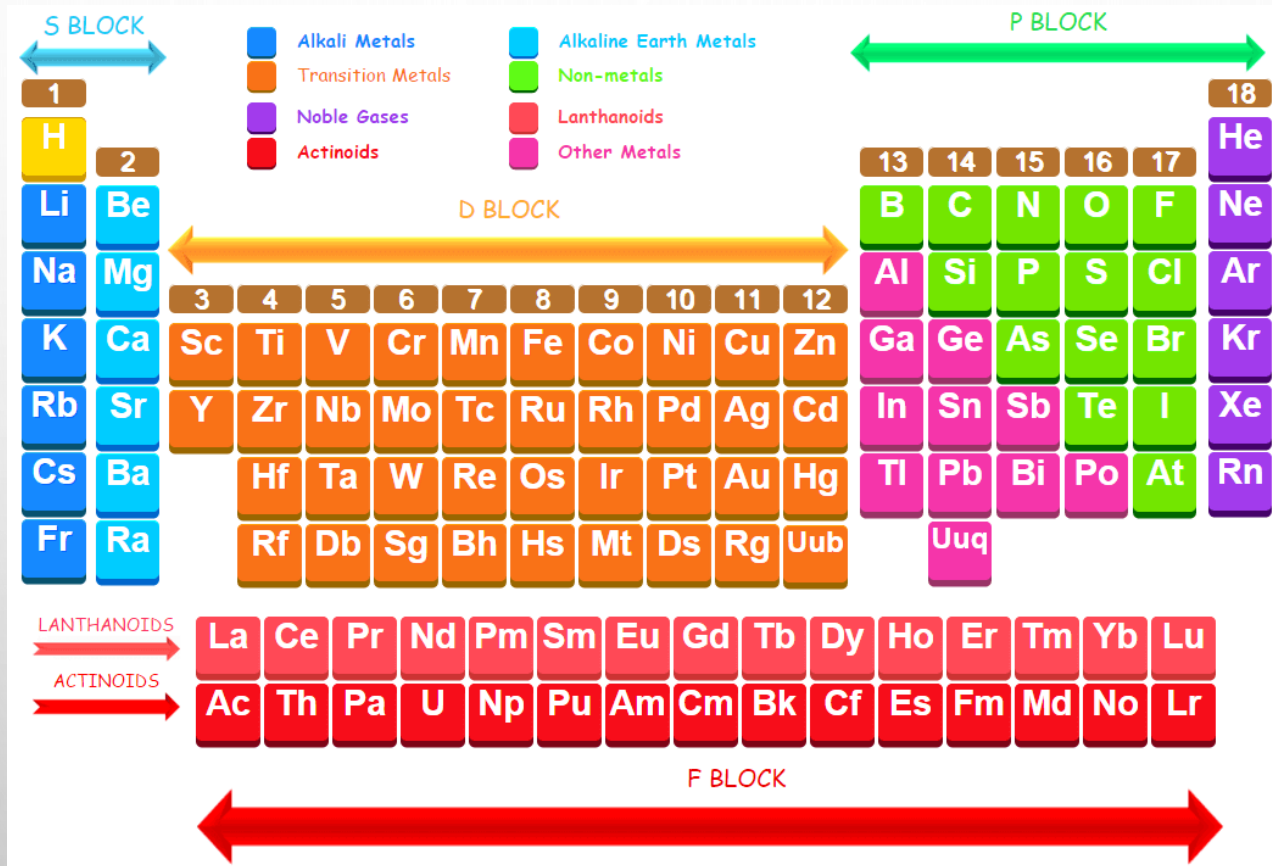 S BLOCK
P BLOCK
Alkali Metals
Alkaline Earth Metals
Transition Metals
Non-metals
Noble Gases
Lanthanoids
Actinoids
Other Metals
1
18
H
He
2
13 14 15 16 17
Li Be
B C N O F Ne
D BLOCK
Na Mg
Al Si P S Cl Ar
3 4 5 6 7 8 9 10 11 12
K Ca Sc Ti V Cr Mn Fe Co Ni Cu Zn Ga Ge As Se Br Kr
Rb Sr Y Zr Nb Mo Tc Ru Rh Pd Ag Cd In Sn Sb Te I Xe
Cs Ba Hf Ta W Re Os Ir Pt Au Hg Tl Pb Bi Po At Rn
Fr Ra Rf Db Sg Bh Hs Mt Ds Rg Uub Uuq
LANTHANOIDS
La Ce Pr Nd Pm Sm Eu Gd Tb Dy Ho Er Tm Yb Lu
ACTINOIDS
Ac Th Pa U Np Pu Am Cm Bk Cf Es Fm Md No Lr
F BLOCK